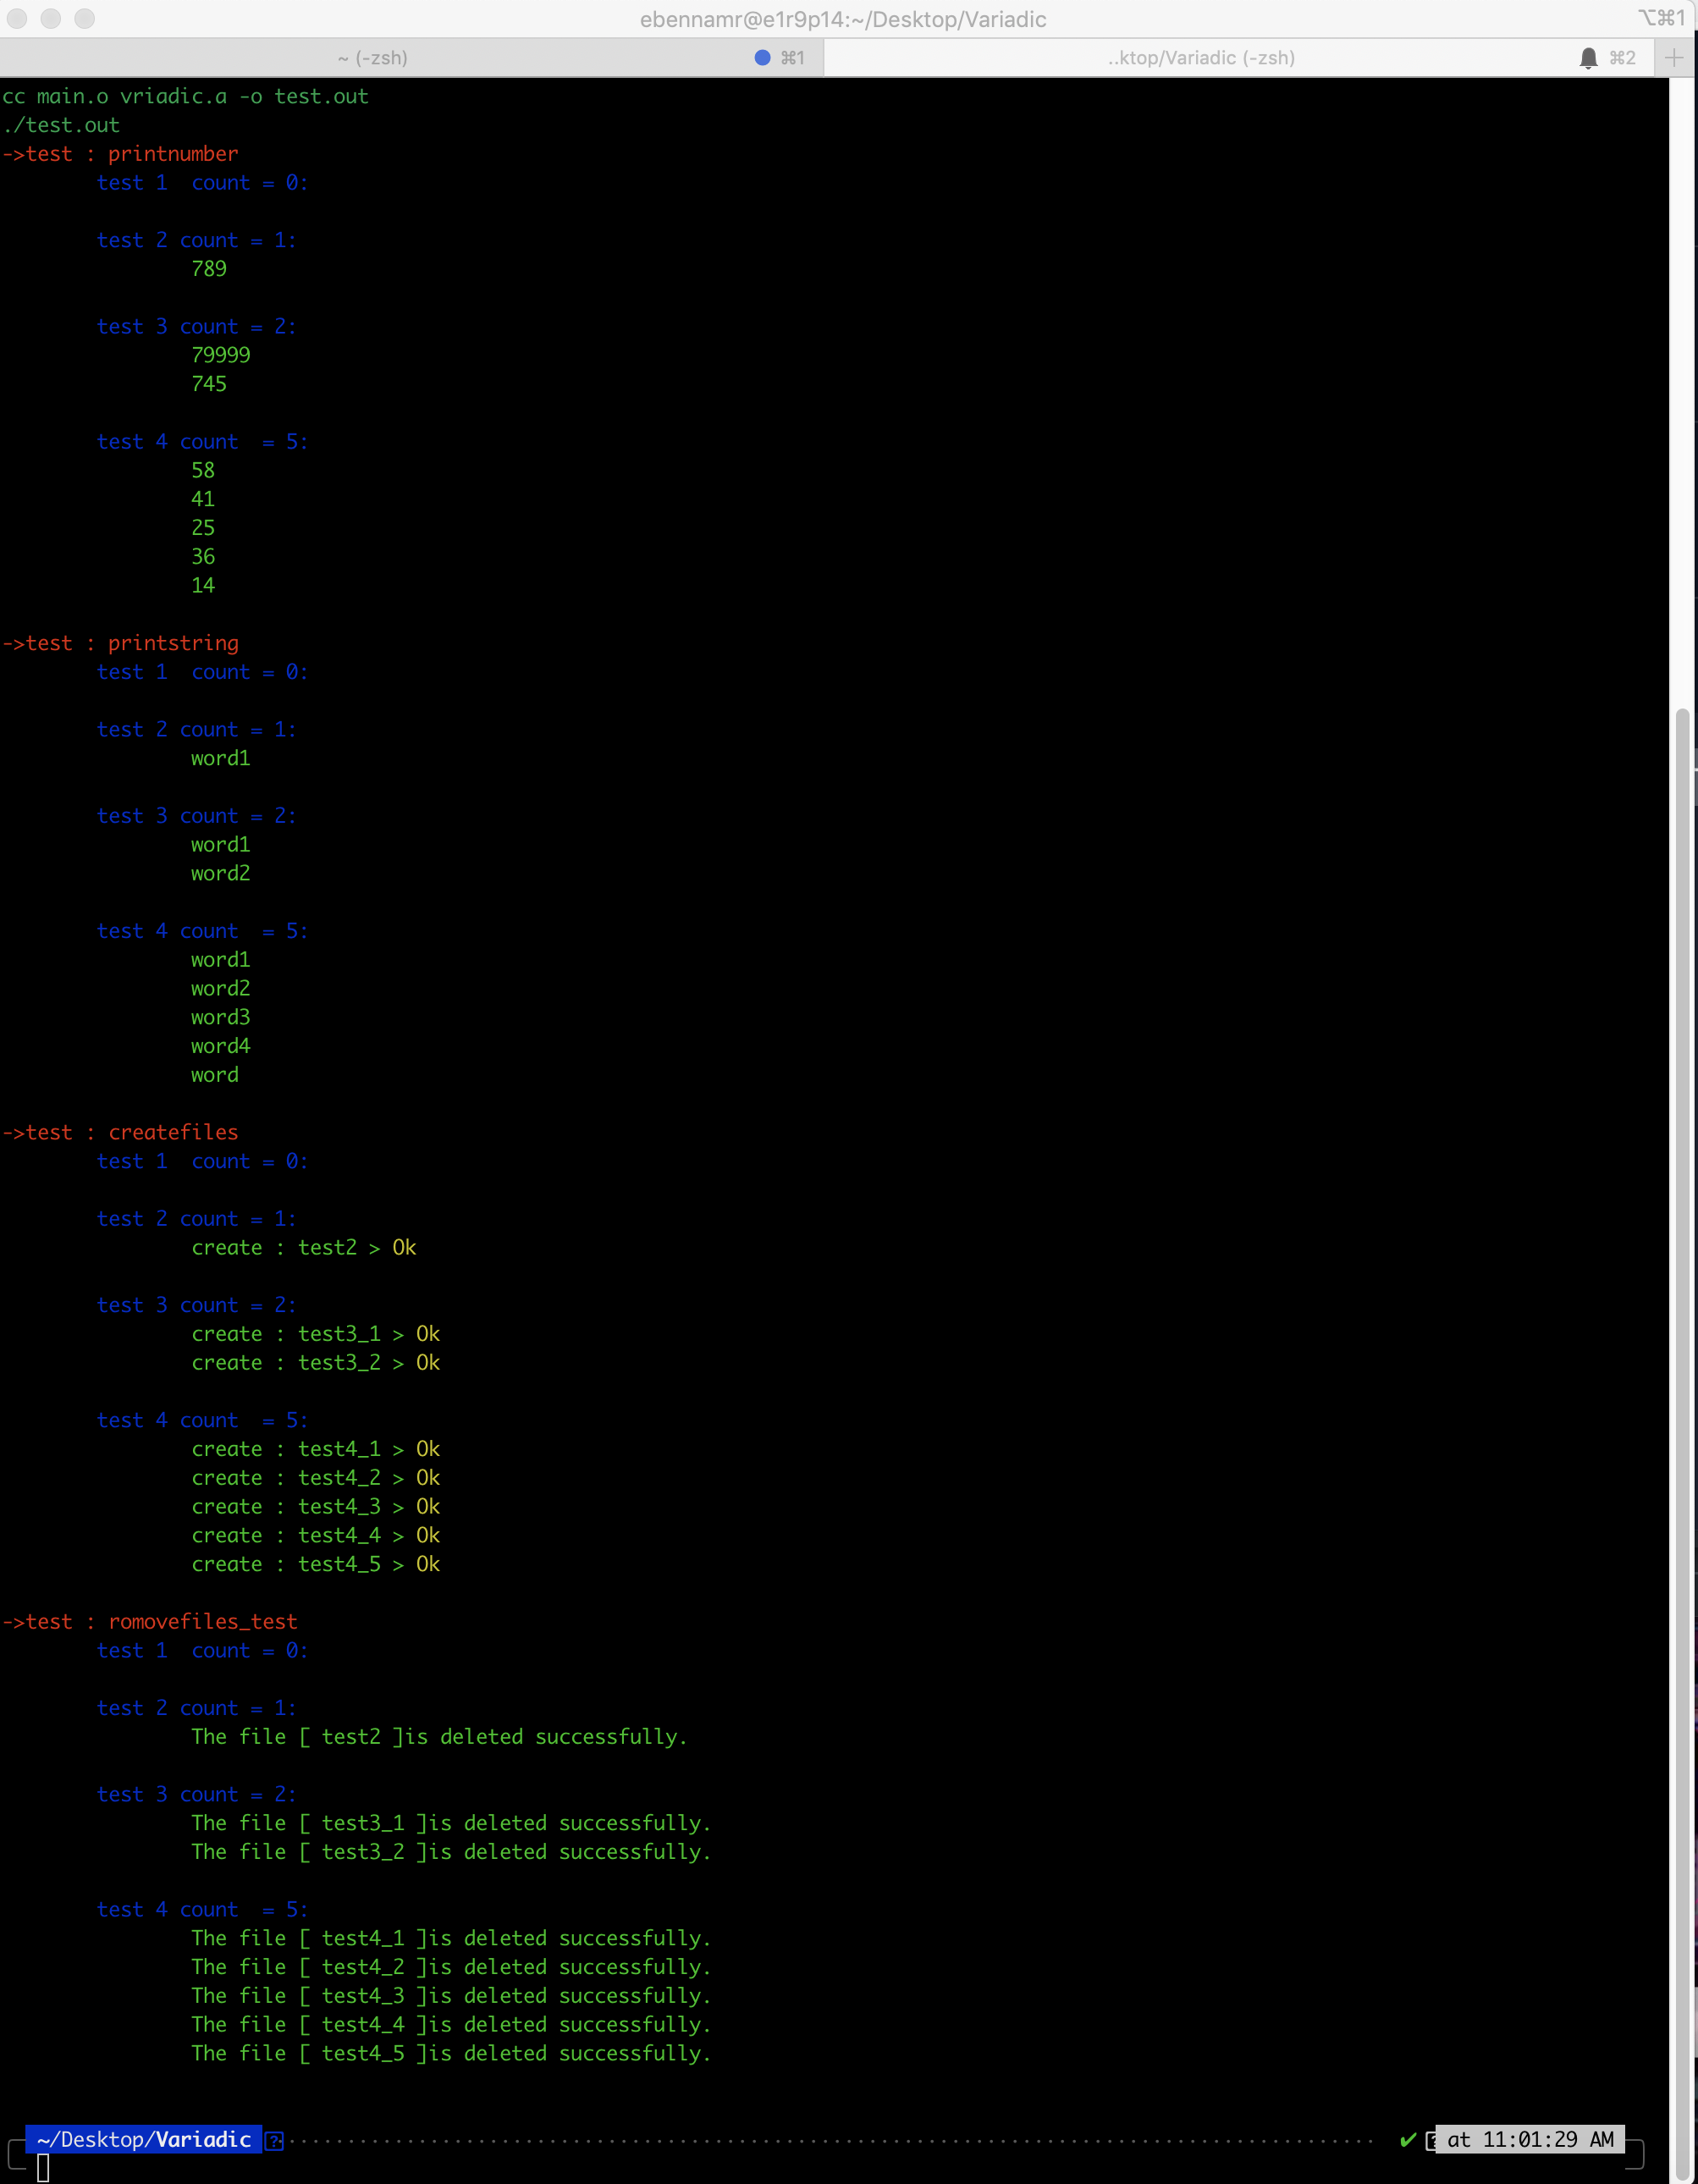 ebennamr@e1r9p14:~/Desktop/Variadic ⌥⌘1
~ (-zsh) ⌘1 ..ktop/Variadic (-zsh) ⌘2
cc main.o vriadic.a -o test.out
./test.out
->test : printnumber
test 1  count = 0:
test 2 count = 1:
789
test 3 count = 2:
79999
745
test 4 count  = 5:
58
41
25
36
14
->test : printstring
test 1  count = 0:
test 2 count = 1:
word1
test 3 count = 2:
word1
word2
test 4 count  = 5:
word1
word2
word3
word4
word
->test : createfiles
test 1  count = 0:
test 2 count = 1:
create : test2 > Ok
test 3 count = 2:
create : test3_1 > Ok
create : test3_2 > Ok
test 4 count  = 5:
create : test4_1 > Ok
create : test4_2 > Ok
create : test4_3 > Ok
create : test4_4 > Ok
create : test4_5 > Ok
->test : romovefiles_test
test 1  count = 0:
test 2 count = 1:
The file [ test2 ]is deleted successfully.
test 3 count = 2:
The file [ test3_1 ]is deleted successfully.
The file [ test3_2 ]is deleted successfully.
test 4 count  = 5:
The file [ test4_1 ]is deleted successfully.
The file [ test4_2 ]is deleted successfully.
The file [ test4_3 ]is deleted successfully.
The file [ test4_4 ]is deleted successfully.
The file [ test4_5 ]is deleted successfully.
~/Desktop/Variadic ✔ at 11:01:29 AM